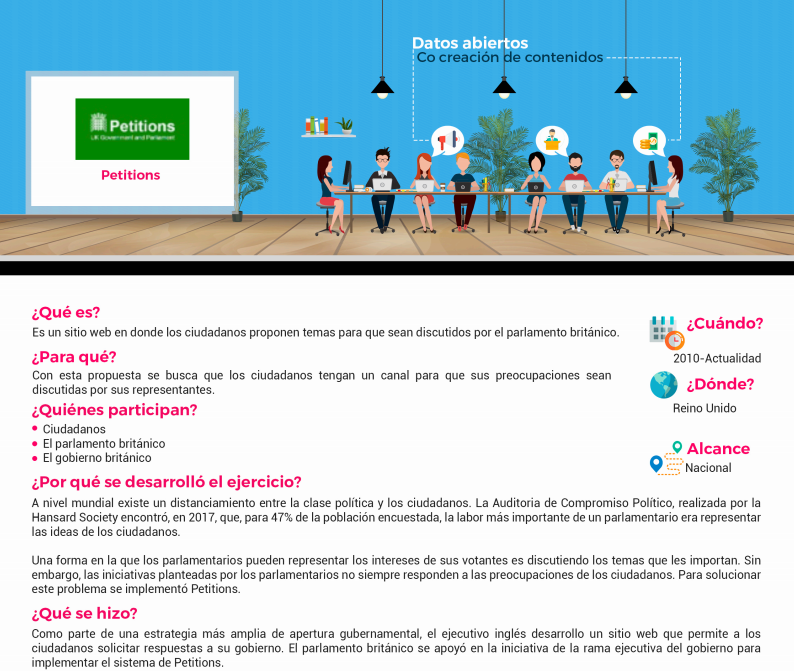 Datos abiertos
Co creación de contenidos
Petitions
UK Government and Parliament
Petitions
¿Qué es?
Es un sitio web en donde los ciudadanos proponen temas para que sean discutidos por el parlamento británico.
¿Para qué?
Con esta propuesta se busca que los ciudadanos tengan un canal para que sus preocupaciones sean
discutidas por sus representantes.
¿Quiénes participan?
Ciudadanos
El parlamento británico
El gobierno británico
¿Cuándo?
2010-Actualidad
¿Dónde?
Reino Unido
Alcance
Nacional
¿Por qué se desarrolló el ejercicio?
A nivel mundial existe un distanciamiento entre la clase política y los ciudadanos. La Auditoria de Compromiso Político, realizada por la
Hansard Society encontró, en 2017, que, para 47% de la población encuestada, la labor más importante de un parlamentario era representar
las ideas de los ciudadanos.
Una forma en la que los parlamentarios pueden representar los intereses de sus votantes es discutiendo los temas que les importan. Sin
embargo, las iniciativas planteadas por los parlamentarios no siempre responden a las preocupaciones de los ciudadanos. Para solucionar
este problema se implementó Petitions.
¿Qué se hizo?
Como parte de una estrategia más amplia de apertura gubernamental, el ejecutivo inglés desarrollo un sitio web que permite a los
ciudadanos solicitar respuestas a su gobierno. El parlamento británico se apoyó en la iniciativa de la rama ejecutiva del gobierno para
implementar el sistema de Petitions.